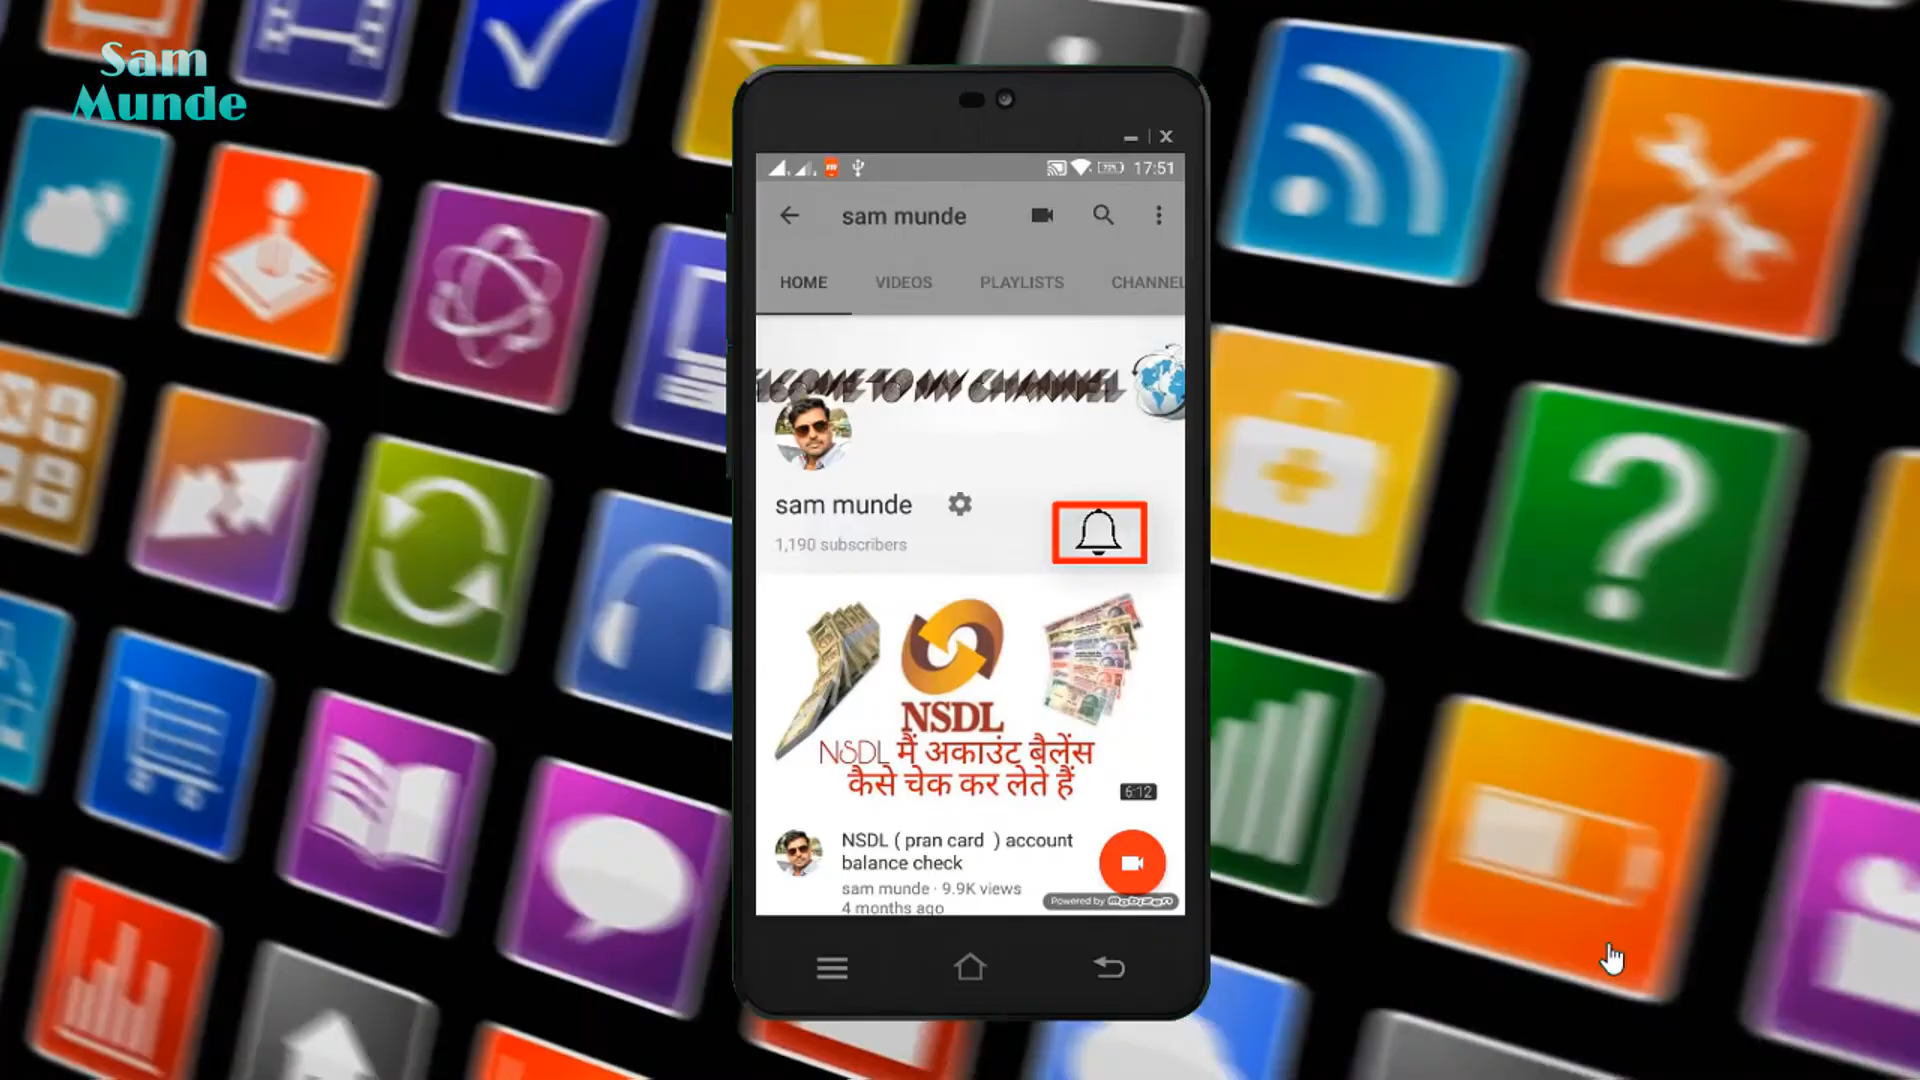 Sam
Munde
17:51
sam munde
HOME VIDEOS PLAYLISTS CHANNEL
WELCOME TO MY CHANNEL
sam munde
1,190 subscribers
NSDL
NSDL मैं अकाउंट बैलेंस
कैसे चेक कर लेते हैं
6:12
NSDL ( pran card ) account
balance check
sam munde · 9.9K views
4 months ago
Powered by Mobizen